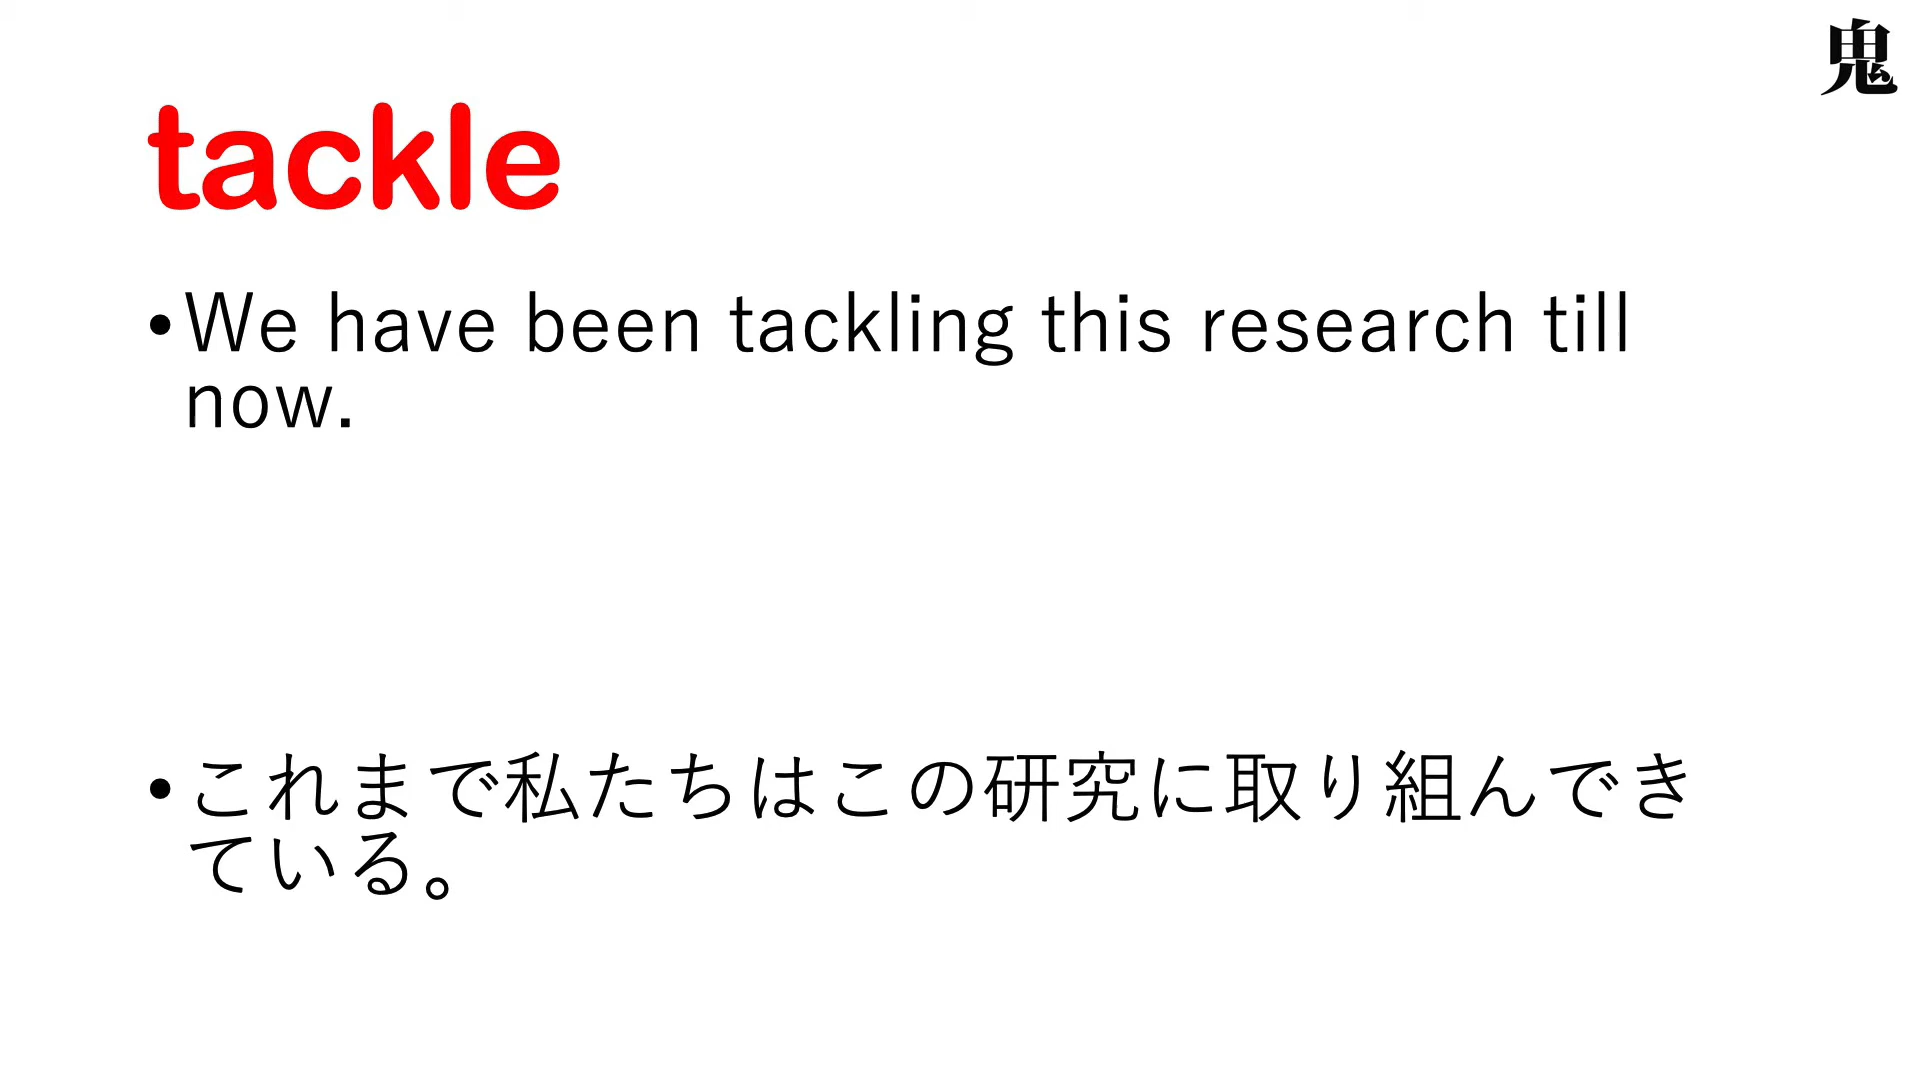 鬼
tackle
•We have been tackling this research till
now.
•これまで私たちはこの研究に取り組んでき
ている。